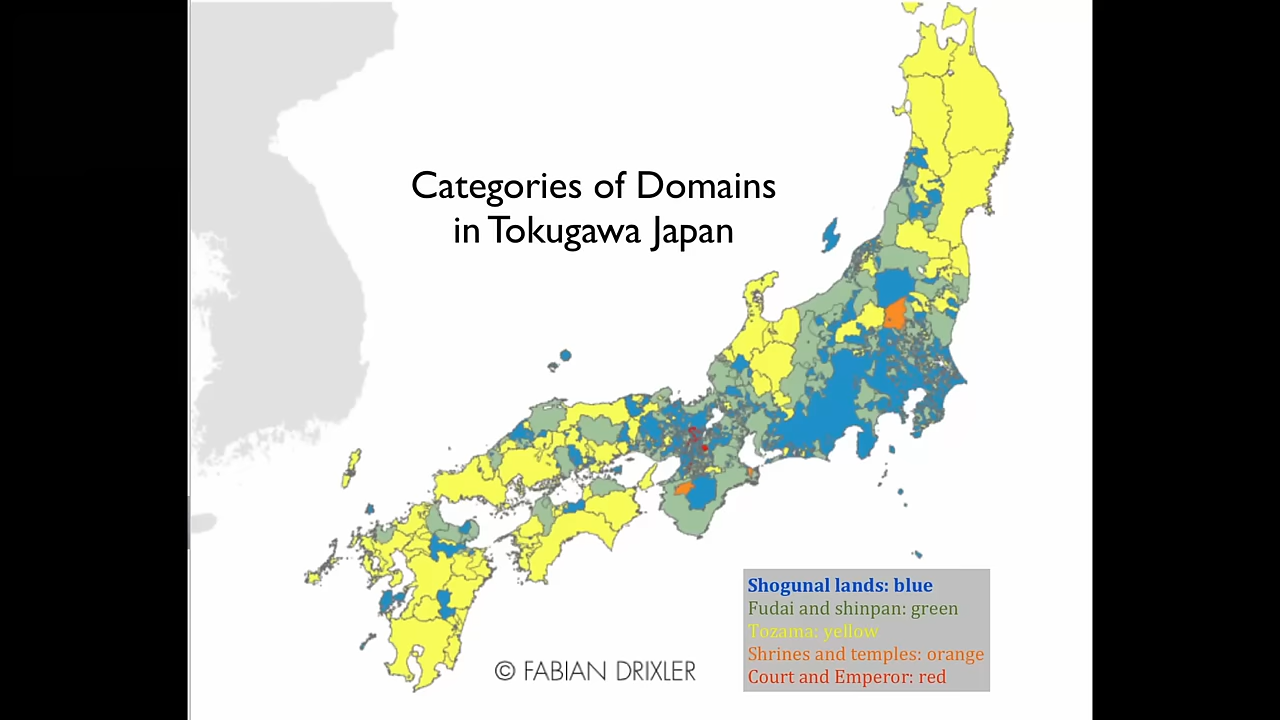 Categories of Domains
in Tokugawa Japan
Shogunal lands: blue
Fudai and shinpan: green
Tozama: yellow
Shrines and temples: orange
Court and Emperor: red
© FABIAN DRIXLER